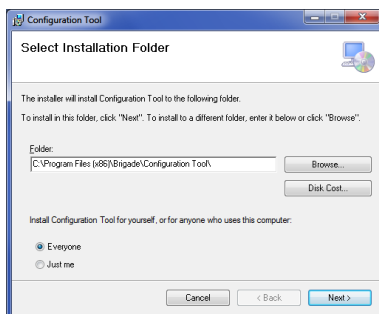 Configuration Tool
Select Installation Folder
The installer will install Configuration Tool to the following folder.
To install in this folder, click "Next". To install to a different folder, enter it below or click "Browse".
Folder:
C:\Program Files (x86)\Brigade\Configuration Tool\
Browse...
Disk Cost...
Install Configuration Tool for yourself, or for anyone who uses this computer:
Everyone
Just me
Cancel
< Back
Next >